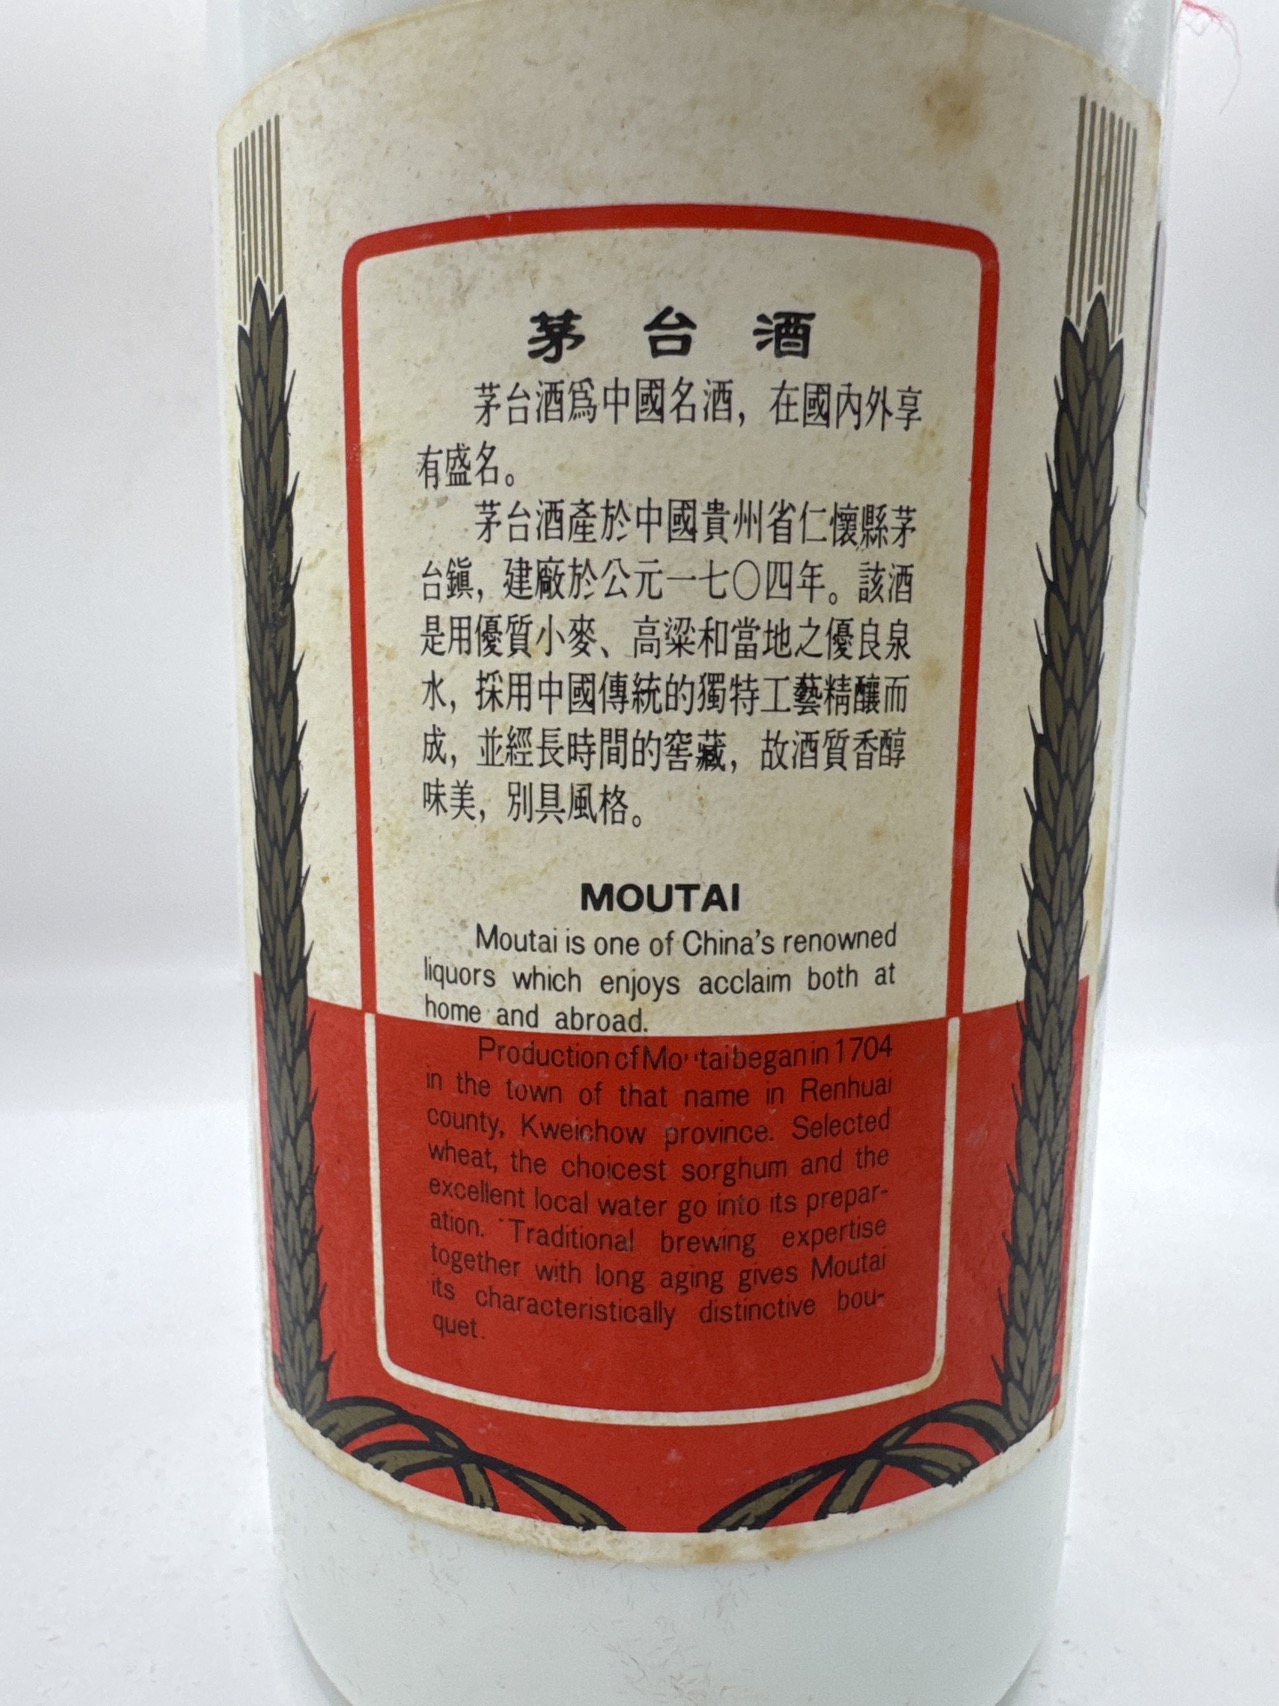 茅台酒
茅台酒爲中國名酒，在國內外享
有盛名。
茅台酒產於中國貴州省仁懷縣茅
台鎭，建廠於公元一七〇四年。該酒
是用優質小麥、高粱和當地之優良泉
水，採用中國傳統的獨特工藝精釀而
成，並經長時間的窖藏，故酒質香醇
味美，別具風格。
MOUTAI
Moutai is one of China's renowned
liquors which enjoys acclaim both at
home and abroad.
Production of Moutai began in 1704
in the town of that name in Renhuai
county, Kweichow province. Selected
wheat, the choicest sorghum and the
excellent local water go into its prepar-
ation. Traditional brewing expertise
together with long aging gives Moutai
its characteristically distinctive bou-
quet.